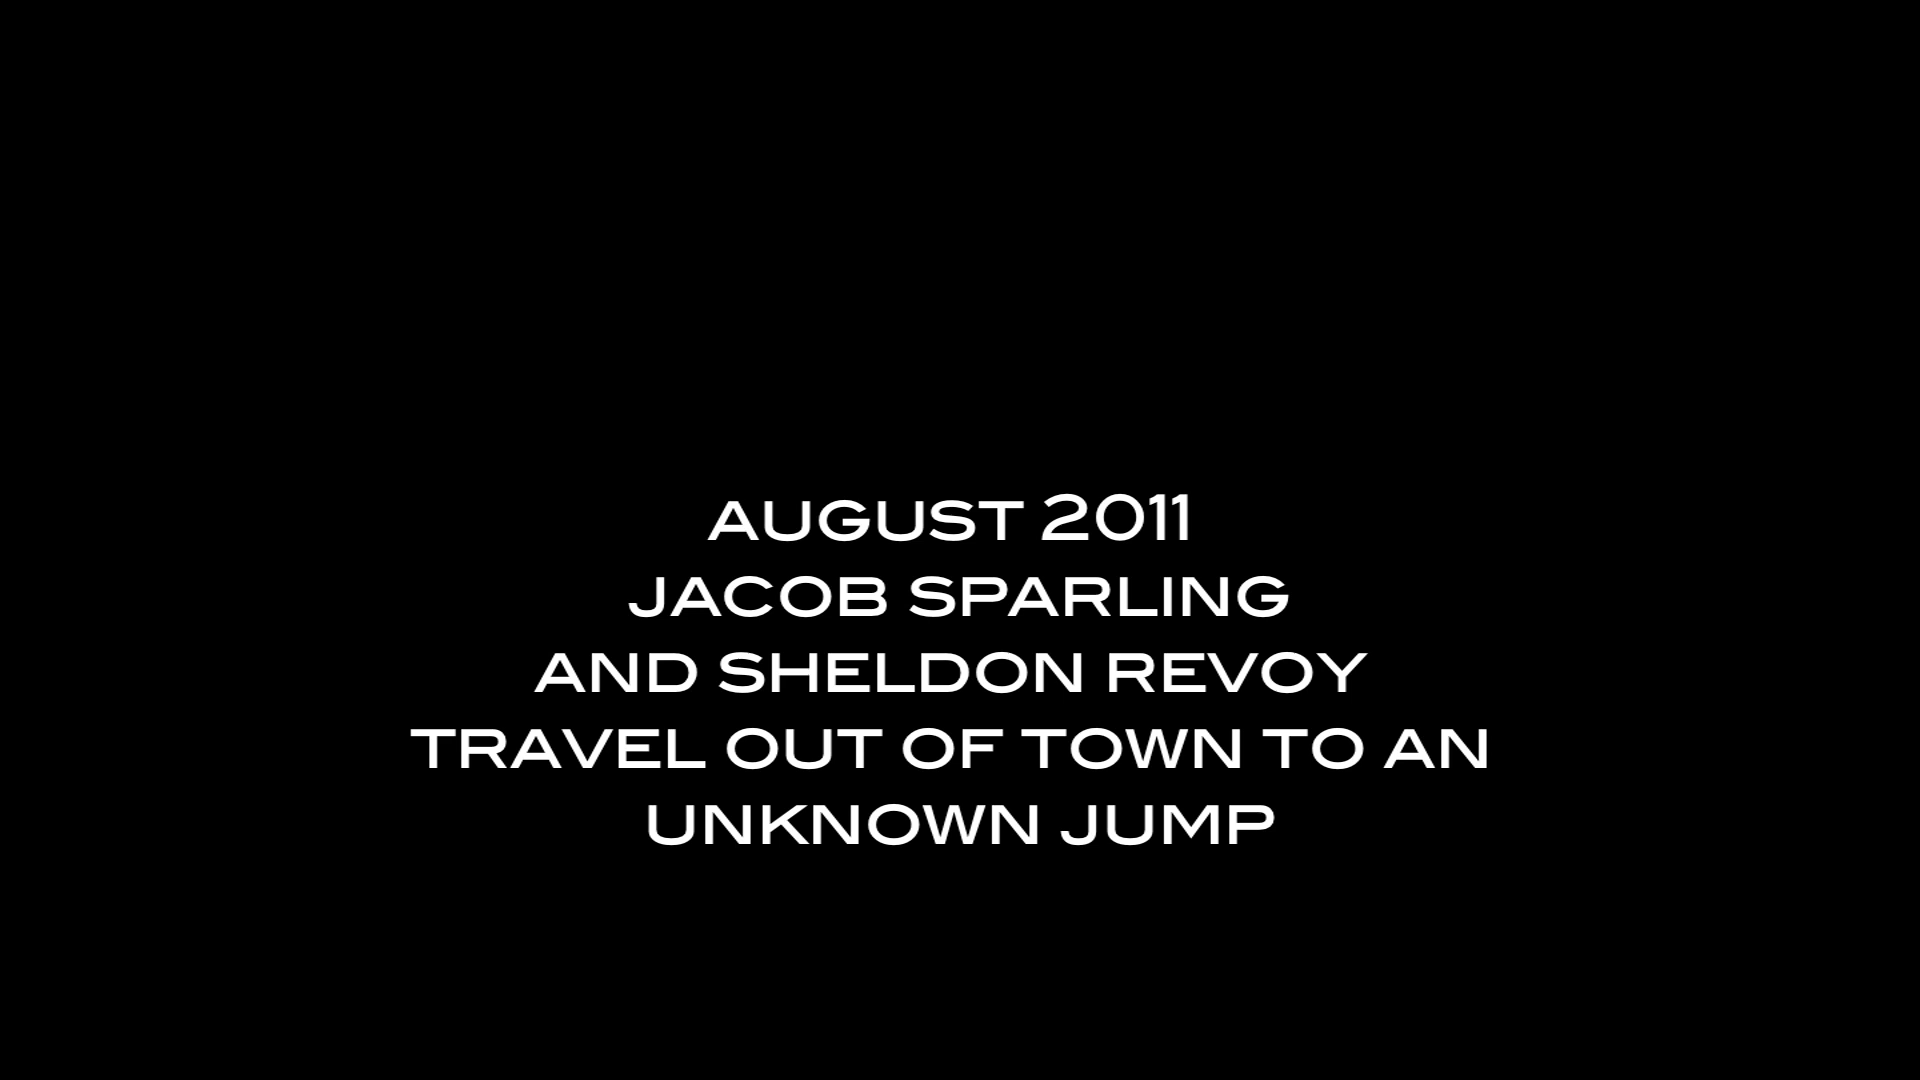 AUGUST 2011
JACOB SPARLING
AND SHELDON REVOY
TRAVEL OUT OF TOWN TO AN
UNKNOWN JUMP